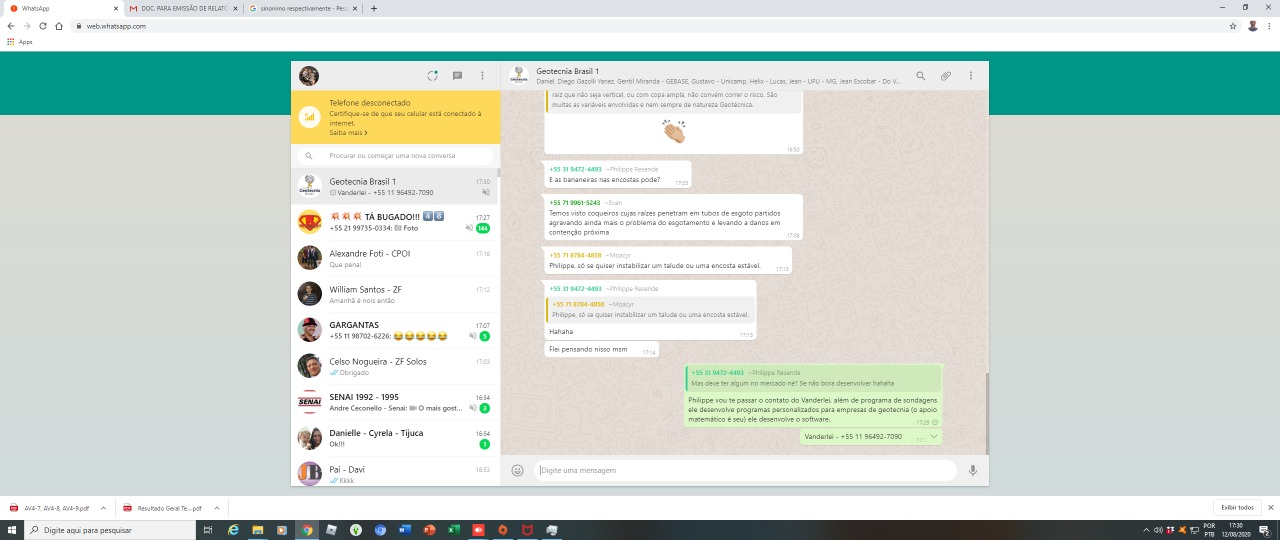 WhatsApp
DOC. PARA EMISSÃO DE RELATÓ
sinonimo respectivamente - Pes
web.whatsapp.com
Apps
Telefone desconectado
Certifique-se de que seu celular está conectado à
internet.
Saiba mais
Procurar ou começar uma nova conversa
Geotecnia Brasil 1 17:30
Vanderlei - +55 11 96492-7090
TÁ BUGADO!!! 4 8 17:27
+55 21 99735-0334: Foto 144
Alexandre Foti - CPOI 17:18
Que pena!
William Santos - ZF 17:12
Amanhã é nois então
GARGANTAS 17:07
+55 11 98702-6226: 😂😂😂😂😂 5
Celso Nogueira - ZF Solos 17:03
Obrigado
SENAI 1992 - 1995 16:54
Andre Ceconello - Senai: O mais gost... 3
Danielle - Cyrela - Tijuca 16:54
Ok!!! 1
Pai - Davi 16:53
Kkkk
Geotecnia Brasil 1
Daniel, Diego Gazolli Yanez, Gentil Miranda - GEBASE, Gustavo - Unicamp, Helix - Lucas, Jean - UFU - MG, Jean Escobar - Do V...
raiz que não seja vertical, ou com copa ampla, não convém correr o risco. São
muitas as variáveis envolvidas e nem sempre de natureza Geotécnica.
16:50
+55 31 9472-4493 ~Philippe Resende
E as bananeiras nas encostas pode? 17:05
+55 71 9961-5243 ~Evan
Temos visto coqueiros cujas raízes penetram em tubos de esgoto partidos
agravando ainda mais o problema do esgotamento e levando a danos em
contenção próxima 17:08
+55 71 8784-4858 ~Moacyr
Philippe, só se quiser instabilizar um talude ou uma encosta estável. 17:13
+55 31 9472-4493 ~Philippe Resende
+55 71 8784-4858 ~Moacyr
Philippe, só se quiser instabilizar um talude ou uma encosta estável.
Hahaha 17:13
Flei pensando nisso msm 17:14
+55 31 9472-4493 ~Philippe Resende
Mas deve ter algum no mercado né? Se não bora desenvolver hahaha
Philippe vou te passar o contato do Vanderlei, além de programa de sondagens
ele desenvolve programas personalizados para empresas de geotecnia (o apoio
matemático é seu) ele desenvolve o software. 17:29
Vanderlei - +55 11 96492-7090
Digite uma mensagem
AV4-7, AV4-8, AV4-9.pdf
Resultado Geral Te....pdf
Exibir todos
Digite aqui para pesquisar
POR
PTB
17:30
12/08/2020
2